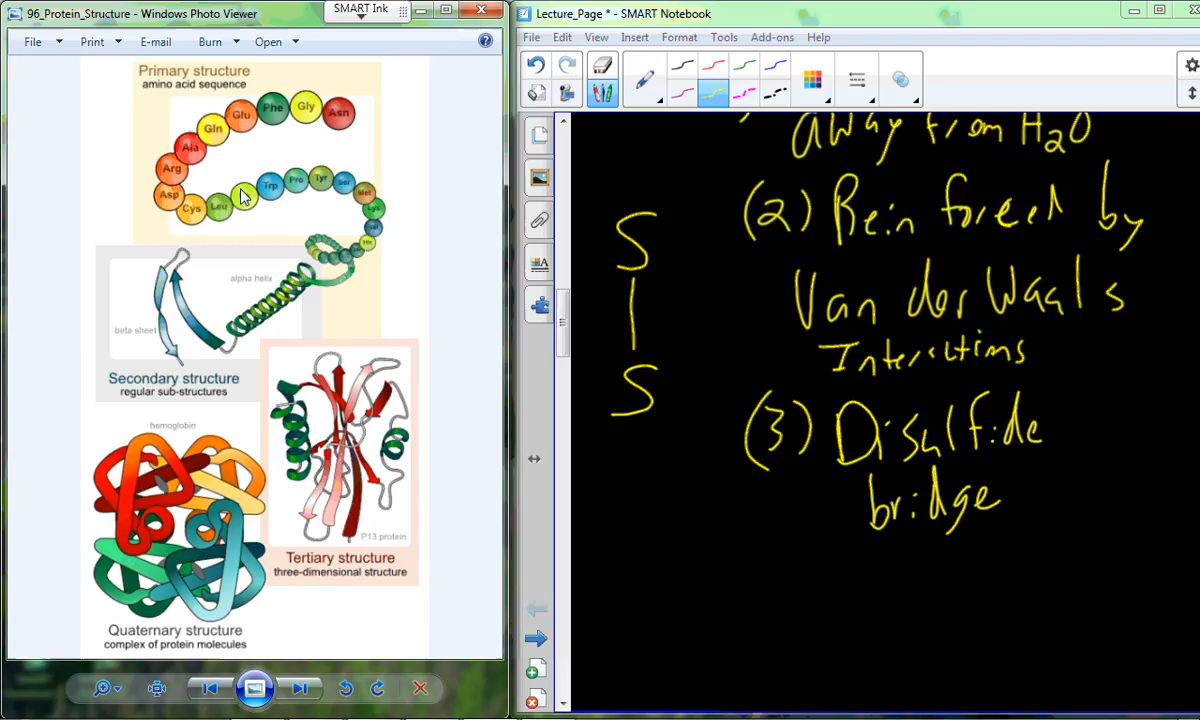 96_Protein_Structure - Windows Photo Viewer
SMART Ink
File Print E-mail Burn Open
Primary structure
amino acid sequence
Asn
Gly
Phe
Glu
Gln
Ala
Arg
Asp
Cys
Leu
Trp
Pro
Tyr
Ser
Met
Lys
Val
His
alpha helix
beta sheet
Secondary structure
regular sub-structures
hemoglobin
P13 protein
Tertiary structure
three-dimensional structure
Quaternary structure
complex of protein molecules
Lecture_Page * - SMART Notebook
File Edit View Insert Format Tools Add-ons Help
Away from H2O
(2) Reinforced by
Van der Waals
Interactions
(3) Disulfide
bridge
S
S